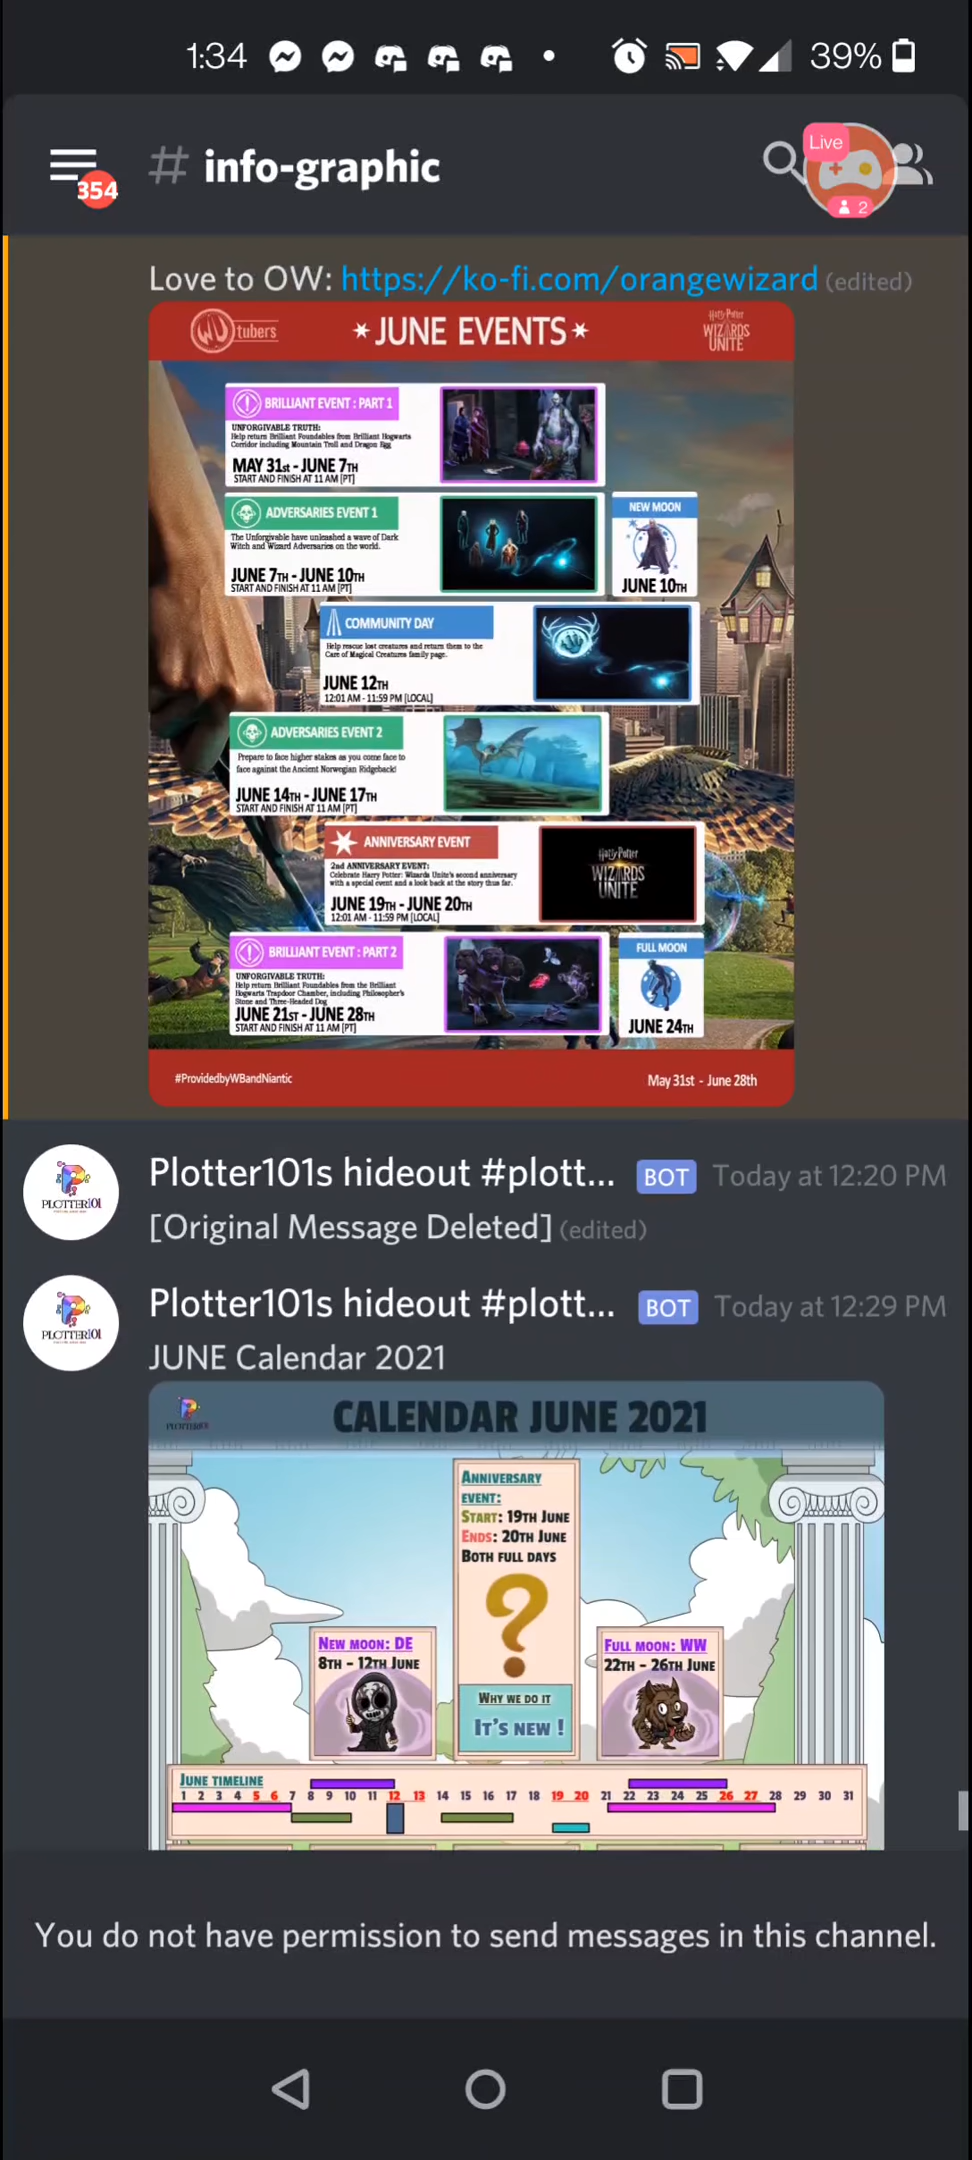 1:34 39%
354 # info-graphic Live 2
Love to OW: https://ko-fi.com/orangewizard (edited)
WU tubers *JUNE EVENTS* Harry Potter WIZARDS UNITE
BRILLIANT EVENT : PART 1
UNFORGIVABLE TRUTH:
Help return Brilliant Foundables from Brilliant Hogwarts
Corridor including Mountain Troll and Dragon Egg
MAY 31st - JUNE 7TH
START AND FINISH AT 11 AM [PT]
ADVERSARIES EVENT 1
The Unforgivable have unleashed a wave of Dark
Witch and Wizard Adversaries on the world.
JUNE 7TH - JUNE 10TH
START AND FINISH AT 11 AM [PT]
NEW MOON
JUNE 10TH
COMMUNITY DAY
Help rescue lost creatures and return them to the
Care of Magical Creatures family page.
JUNE 12TH
12:01 AM - 11:59 PM [LOCAL]
ADVERSARIES EVENT 2
Prepare to face higher stakes as you come face to
face against the Ancient Norwegian Ridgeback!
JUNE 14TH - JUNE 17TH
START AND FINISH AT 11 AM [PT]
ANNIVERSARY EVENT
2nd ANNIVERSARY EVENT:
Celebrate Harry Potter: Wizards Unite's second anniversary
with a special event and a look back at the story thus far.
JUNE 19TH - JUNE 20TH
12:01 AM - 11:59 PM [LOCAL]
Harry Potter
WIZARDS
UNITE
BRILLIANT EVENT : PART 2
UNFORGIVABLE TRUTH:
Help return Brilliant Foundables from the Brilliant
Hogwarts Trapdoor Chamber, including Philosopher's
Stone and Three-Headed Dog
JUNE 21ST - JUNE 28TH
START AND FINISH AT 11 AM [PT]
FULL MOON
JUNE 24TH
#ProvidedbyWBandNiantic May 31st - June 28th
PLOTTER101
Plotter101s hideout #plott... BOT Today at 12:20 PM
[Original Message Deleted] (edited)
PLOTTER101
Plotter101s hideout #plott... BOT Today at 12:29 PM
JUNE Calendar 2021
PLOTTER101 CALENDAR JUNE 2021
ANNIVERSARY
EVENT:
START: 19TH JUNE
ENDS: 20TH JUNE
BOTH FULL DAYS
?
WHY WE DO IT
IT'S NEW !
NEW MOON: DE
8TH - 12TH JUNE
FULL MOON: WW
22TH - 26TH JUNE
JUNE TIMELINE
1 2 3 4 5 6 7 8 9 10 11 12 13 14 15 16 17 18 19 20 21 22 23 24 25 26 27 28 29 30 31
You do not have permission to send messages in this channel.